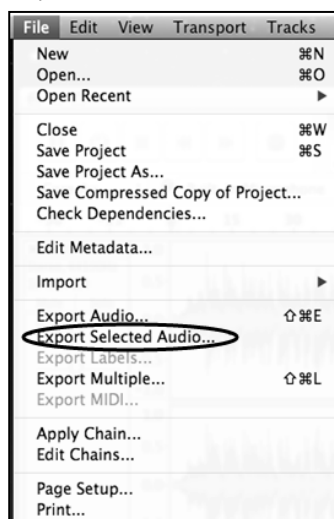 File Edit View Transport Tracks
New ⌘N
Open... ⌘O
Open Recent ▶
Close ⌘W
Save Project ⌘S
Save Project As...
Save Compressed Copy of Project...
Check Dependencies...
Edit Metadata...
Import ▶
Export Audio... ⇧⌘E
Export Selected Audio...
Export Labels...
Export Multiple... ⇧⌘L
Export MIDI...
Apply Chain...
Edit Chains...
Page Setup...
Print...